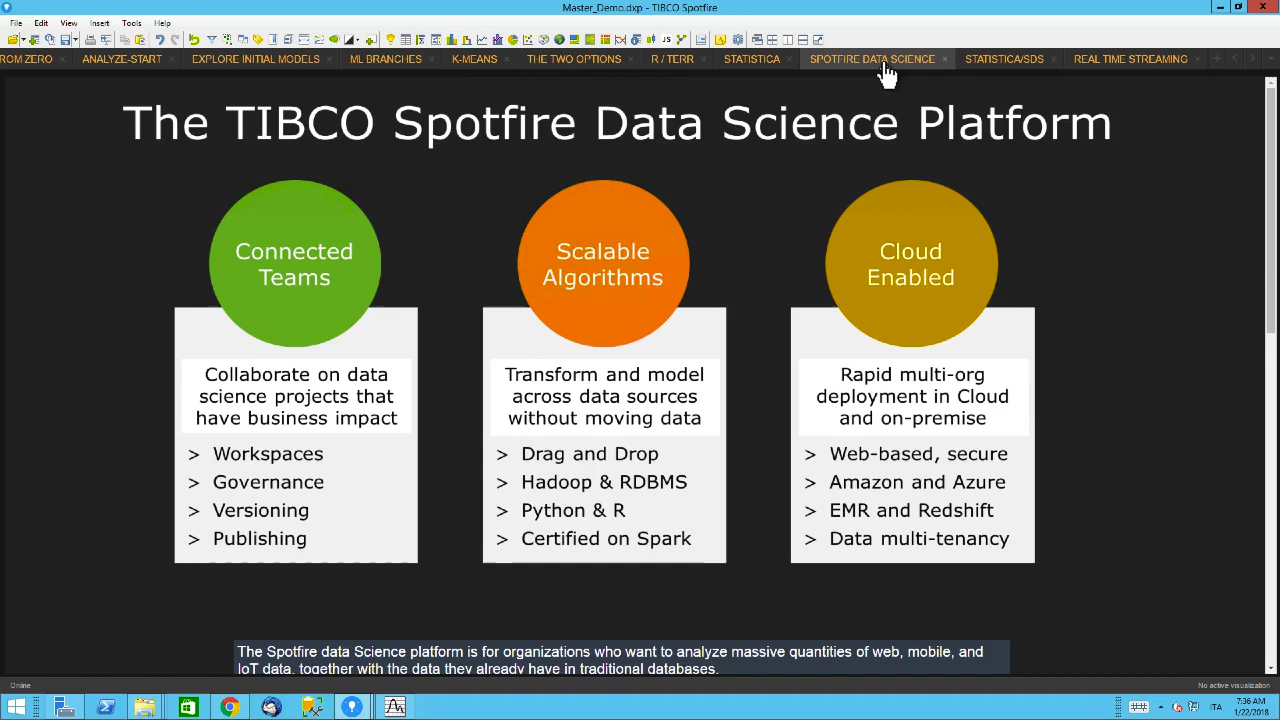 Master_Demo.dxp - TIBCO Spotfire
File Edit View Insert Tools Help
JS
ROM ZERO ANALYZE-START EXPLORE INITIAL MODELS ML BRANCHES K-MEANS THE TWO OPTIONS R / TERR STATISTICA SPOTFIRE DATA SCIENCE STATISTICA/SDS REAL TIME STREAMING
The TIBCO Spotfire Data Science Platform
Connected
Teams
Collaborate on data
science projects that
have business impact
> Workspaces
> Governance
> Versioning
> Publishing
Scalable
Algorithms
Transform and model
across data sources
without moving data
> Drag and Drop
> Hadoop & RDBMS
> Python & R
> Certified on Spark
Cloud
Enabled
Rapid multi-org
deployment in Cloud
and on-premise
> Web-based, secure
> Amazon and Azure
> EMR and Redshift
> Data multi-tenancy
The Spotfire data Science platform is for organizations who want to analyze massive quantities of web, mobile, and
IoT data, together with the data they already have in traditional databases.
Online
No active visualization
ITA
7:36 AM
1/22/2018